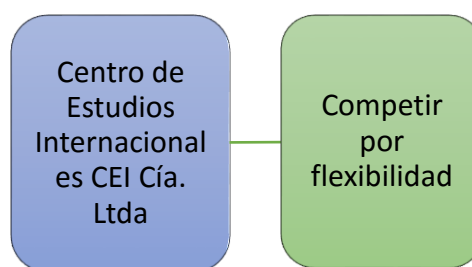 Centro de
Estudios
Internacional
es CEI Cía.
Ltda
Competir
por
flexibilidad